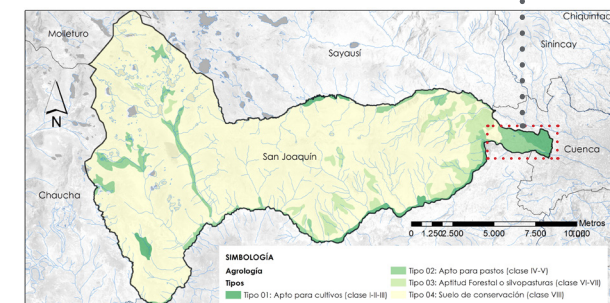 Chiquintad
Molleturo
Sinincay
Sayausí
N
San Joaquín
Cuenca
Chaucha
Metros
0 1.250 2.500 5.000 7.500 10.000
SIMBOLOGÍA
Agrología
Tipos
Tipo 01: Apto para cultivos (clase I-II-III)
Tipo 02: Apto para pastos (clase IV-V)
Tipo 03: Aptitud Forestal o silvopasturas (clase VI-VII)
Tipo 04: Suelo de conservación (clase VIII)